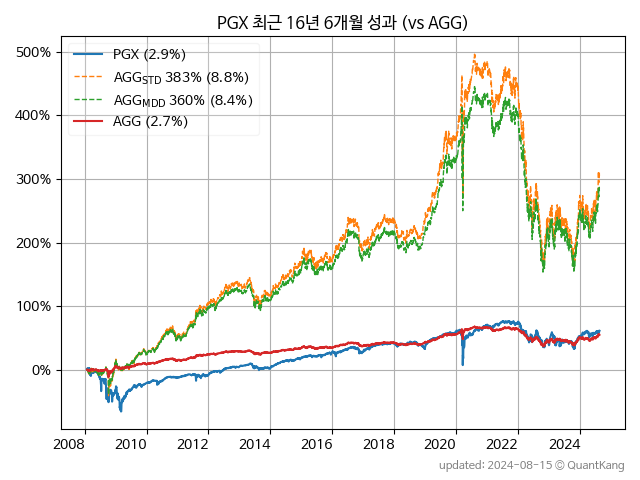 PGX 최근 16년 6개월 성과 (vs AGG)
500%
400%
300%
200%
100%
0%
PGX (2.9%)
AGG_STD 383% (8.8%)
AGG_MDD 360% (8.4%)
AGG (2.7%)
2008 2010 2012 2014 2016 2018 2020 2022 2024
updated: 2024-08-15 © QuantKang